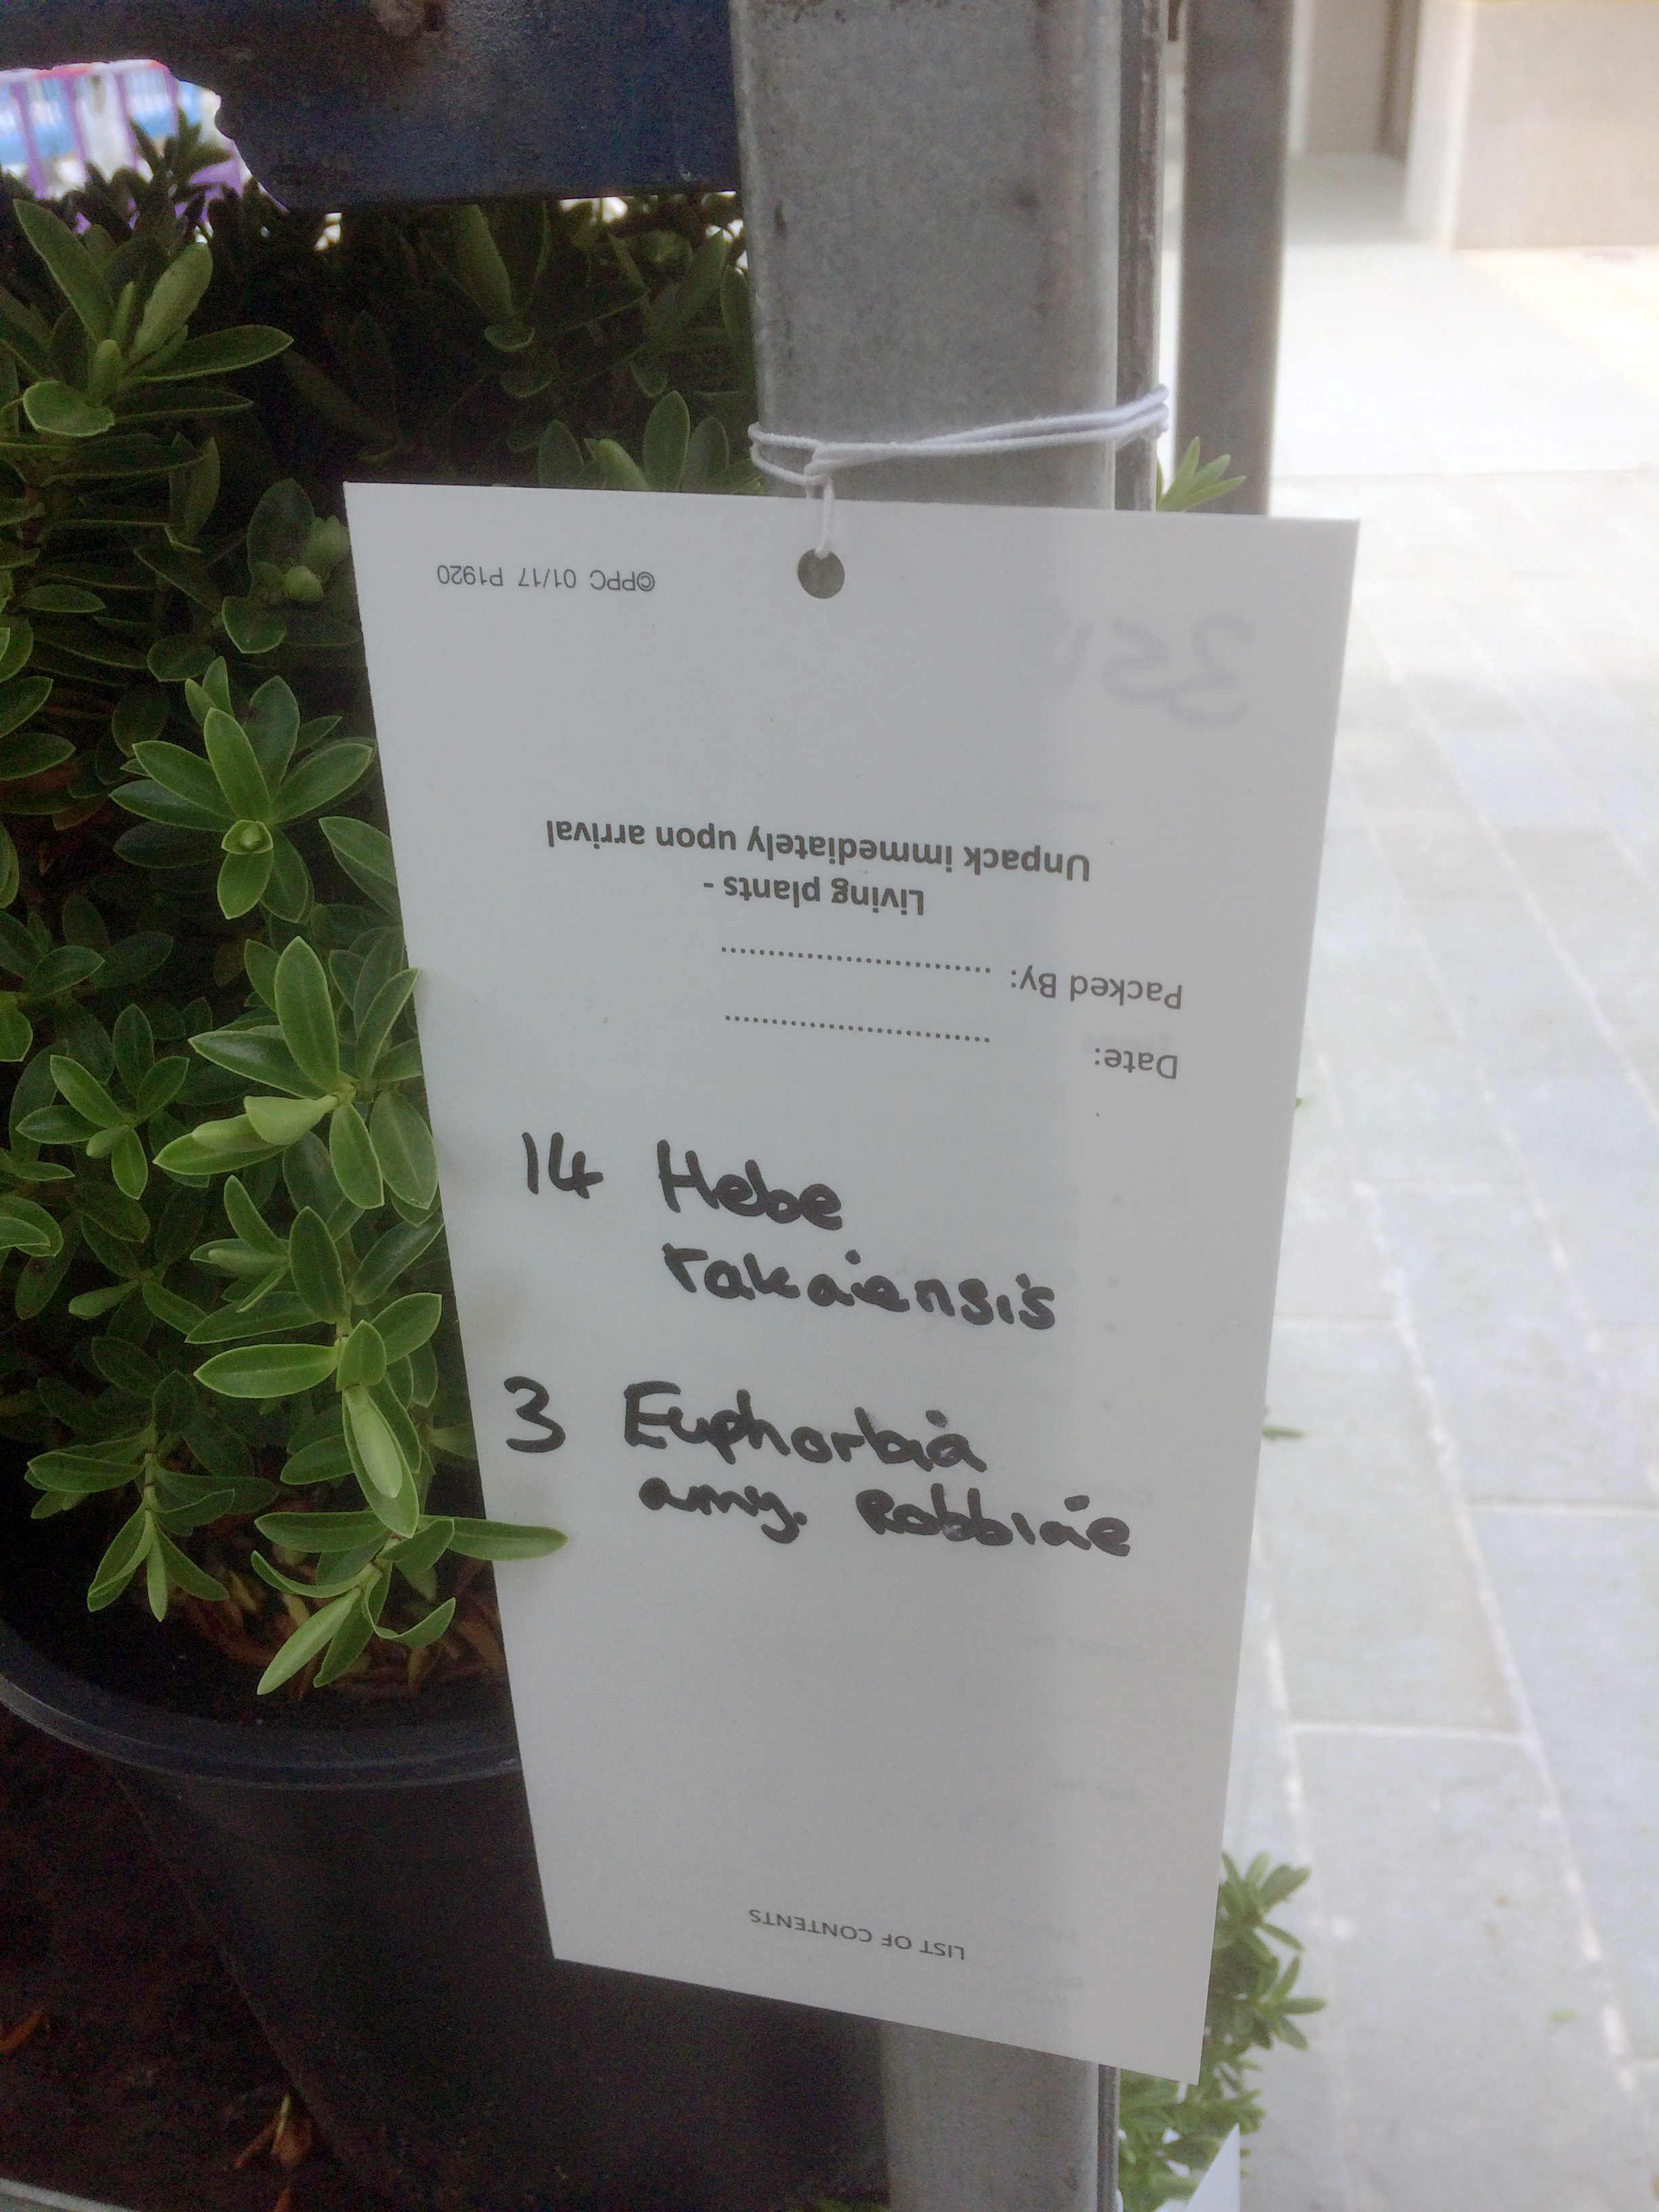 ©PPC 01/17 P1920
Unpack immediately upon arrival
Living plants -
Packed By: ............................
Date: ............................
14 Hebe
rakaiensis
3 Euphorbia
amy. Robbiae
LIST OF CONTENTS